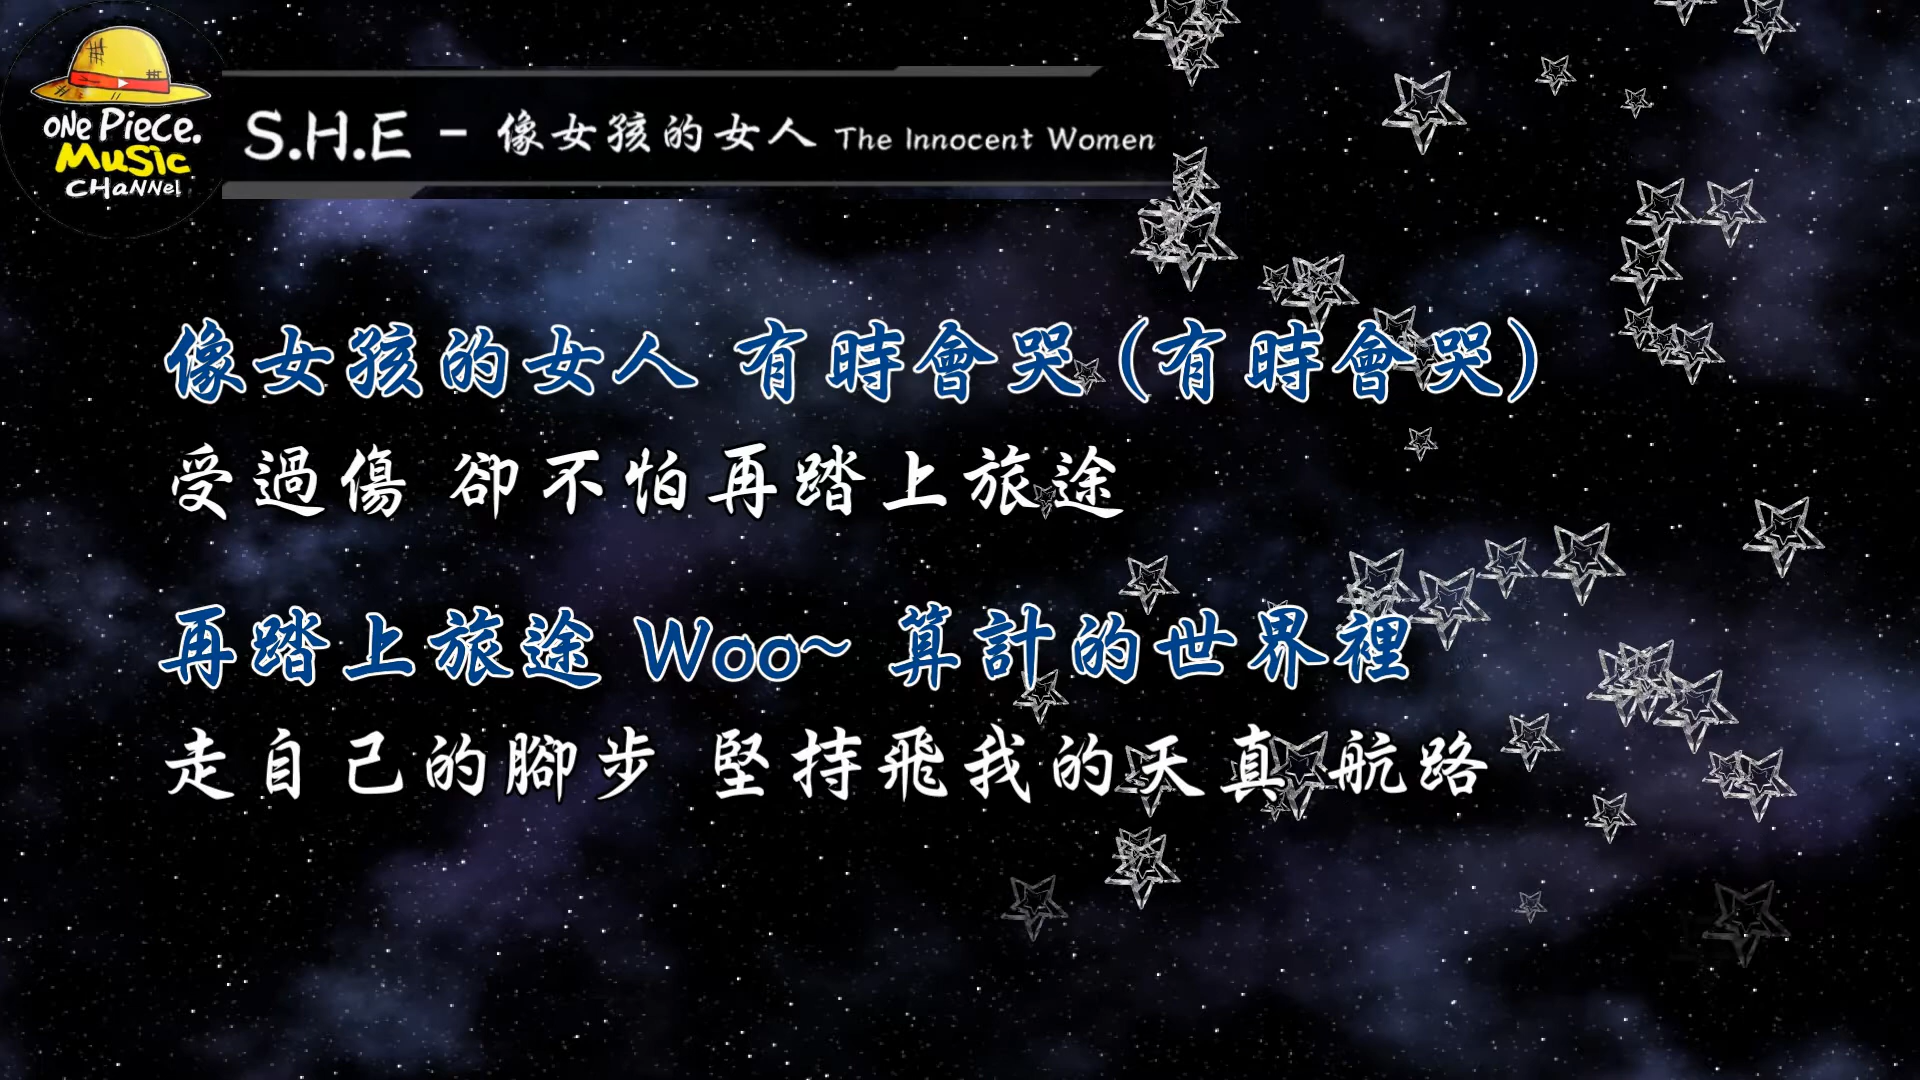 ONE PIECE.
MUSIC
CHANNEL
S.H.E - 像女孩的女人 The Innocent Women
像女孩的女人 有時會哭 (有時會哭)
受過傷 卻不怕再踏上旅途
再踏上旅途 Woo~ 算計的世界裡
走自己的腳步 堅持飛我的天真航路